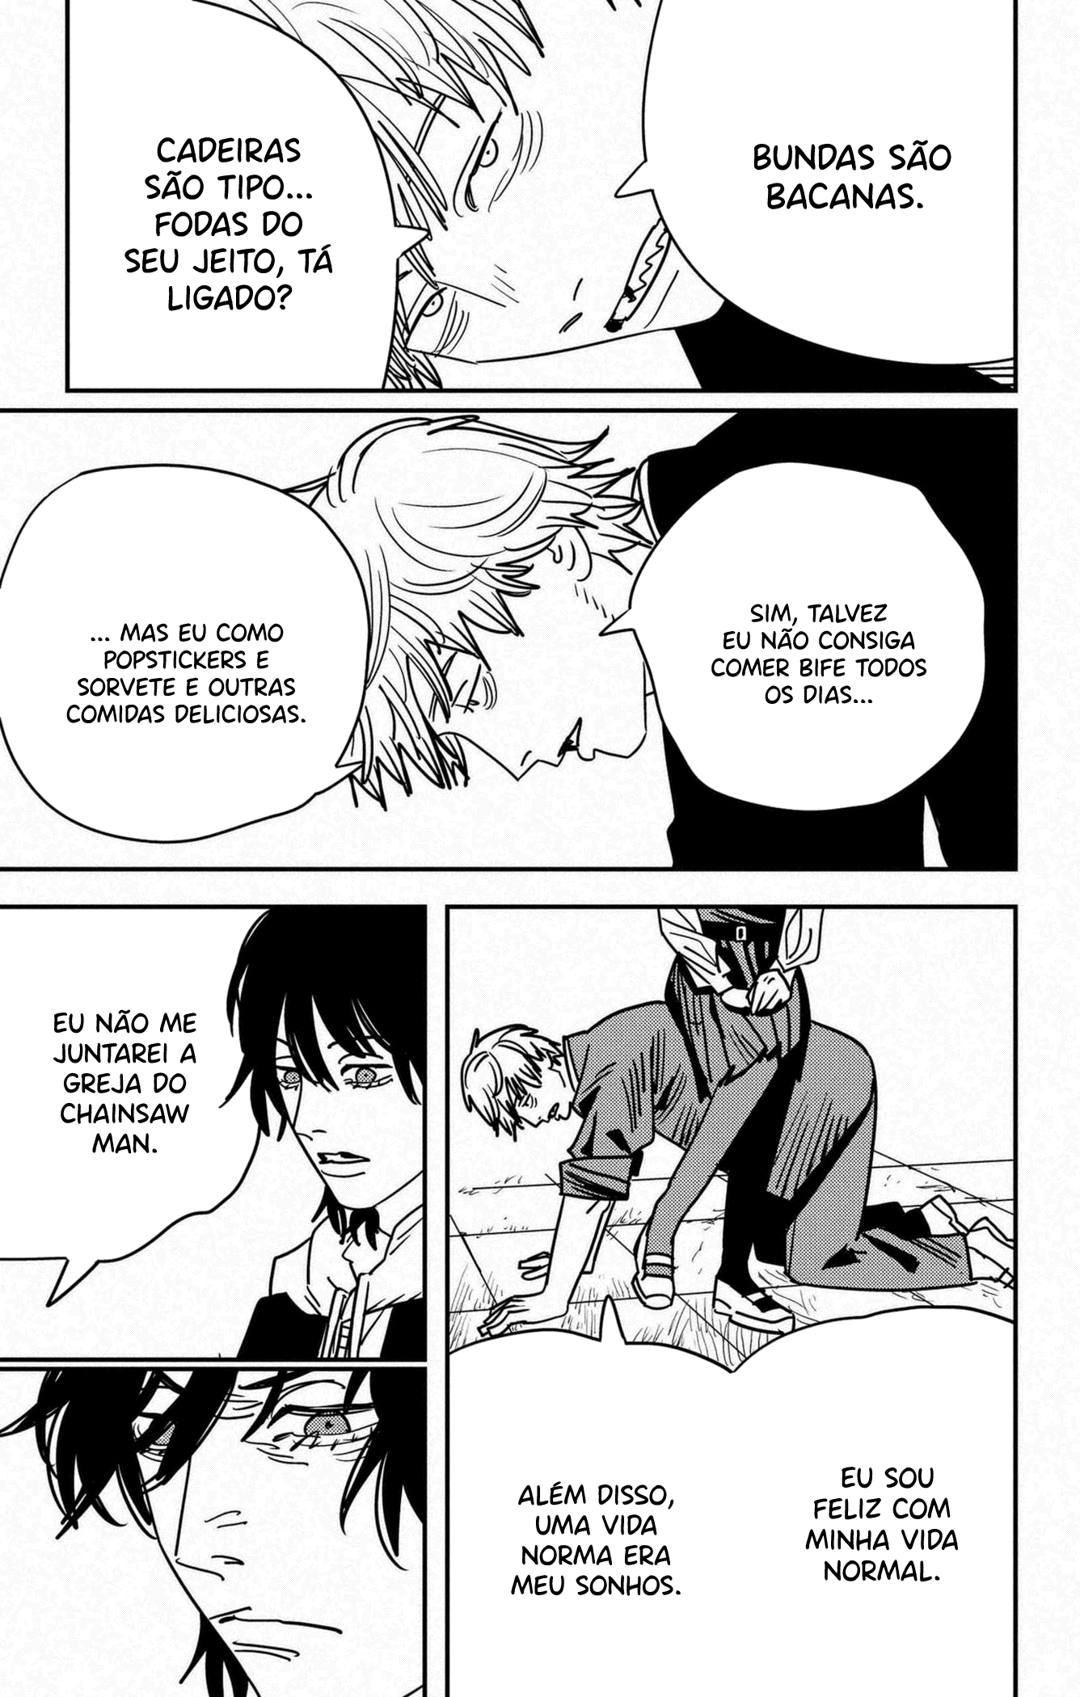 BUNDAS SÃO
BACANAS.
CADEIRAS
SÃO TIPO...
FODAS DO
SEU JEITO, TÁ
LIGADO?
SIM, TALVEZ
EU NÃO CONSIGA
COMER BIFE TODOS
OS DIAS...
... MAS EU COMO
POPSTICKERS E
SORVETE E OUTRAS
COMIDAS DELICIOSAS.
EU SOU
FELIZ COM
MINHA VIDA
NORMAL.
ALÉM DISSO,
UMA VIDA
NORMA ERA
MEU SONHOS.
EU NÃO ME
JUNTAREI A
GREJA DO
CHAINSAW
MAN.